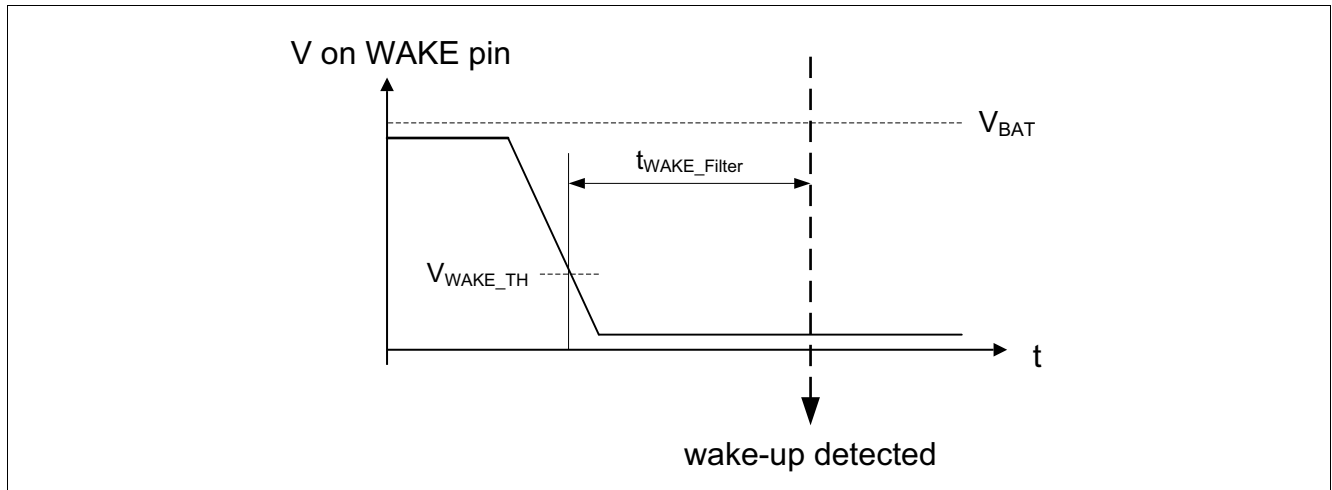 V on WAKE pin
V_BAT
t_WAKE_Filter
V_WAKE_TH
t
wake-up detected